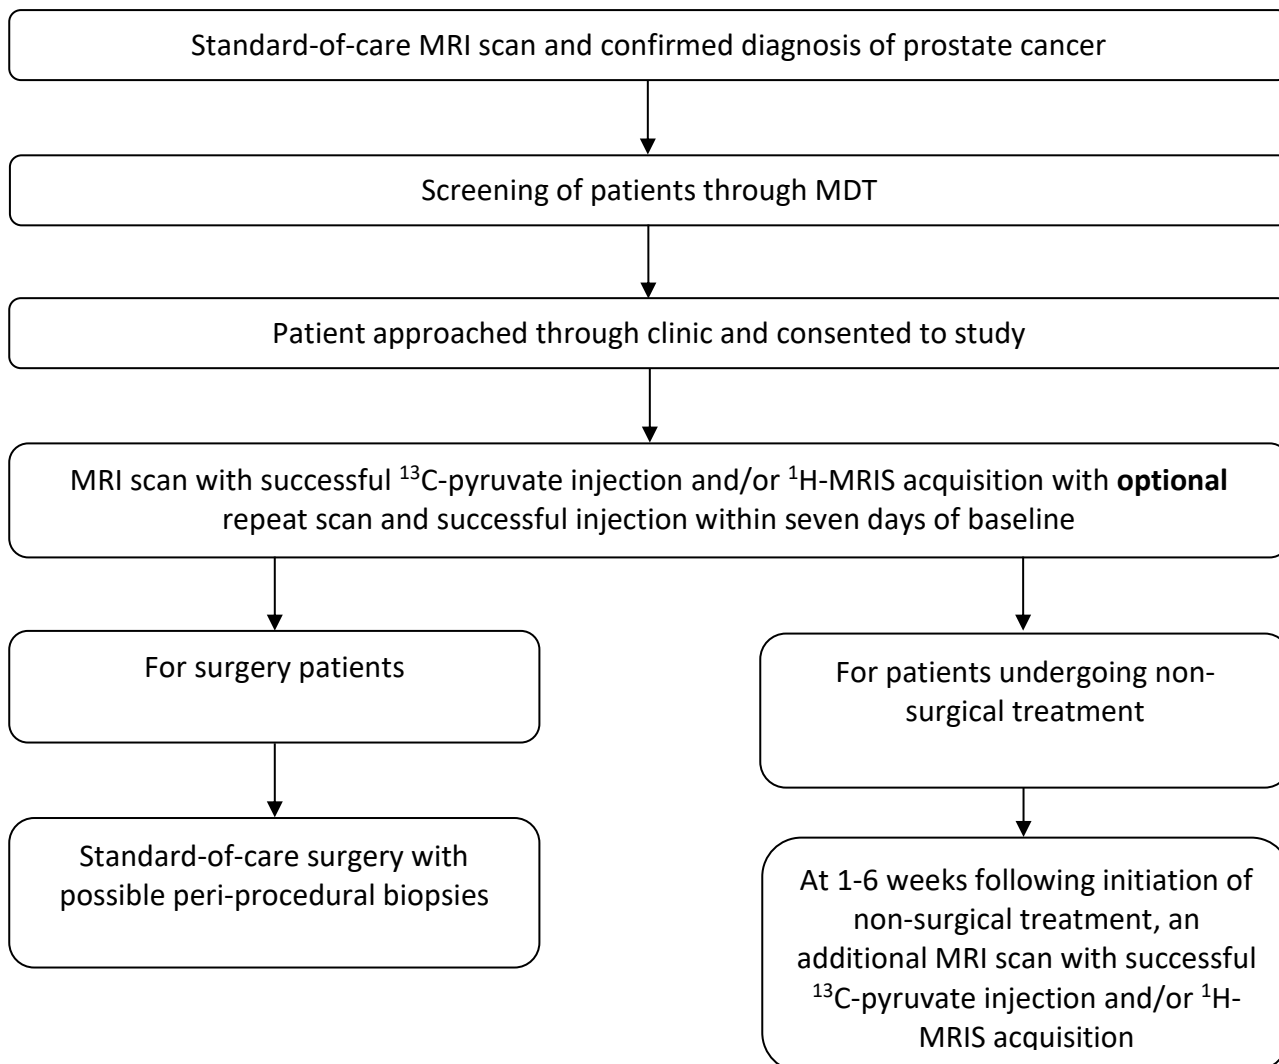 Standard-of-care MRI scan and confirmed diagnosis of prostate cancer
Screening of patients through MDT
Patient approached through clinic and consented to study
MRI scan with successful ¹³C-pyruvate injection and/or ¹H-MRIS acquisition with optional
repeat scan and successful injection within seven days of baseline
For surgery patients
Standard-of-care surgery with
possible peri-procedural biopsies
For patients undergoing non-
surgical treatment
At 1-6 weeks following initiation of
non-surgical treatment, an
additional MRI scan with successful
¹³C-pyruvate injection and/or ¹H-
MRIS acquisition